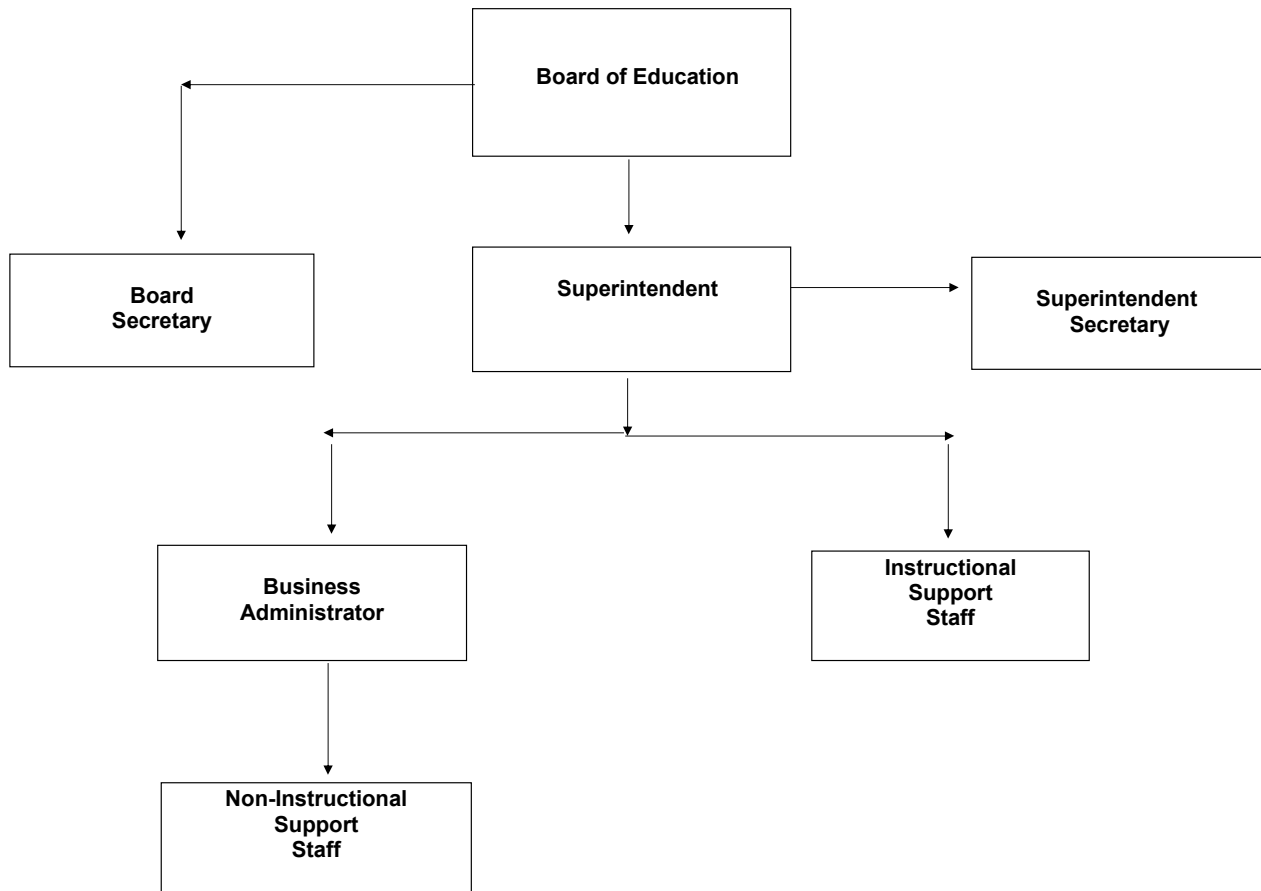 Board of Education
Board
Secretary
Superintendent
Superintendent
Secretary
Business
Administrator
Instructional
Support
Staff
Non-Instructional
Support
Staff